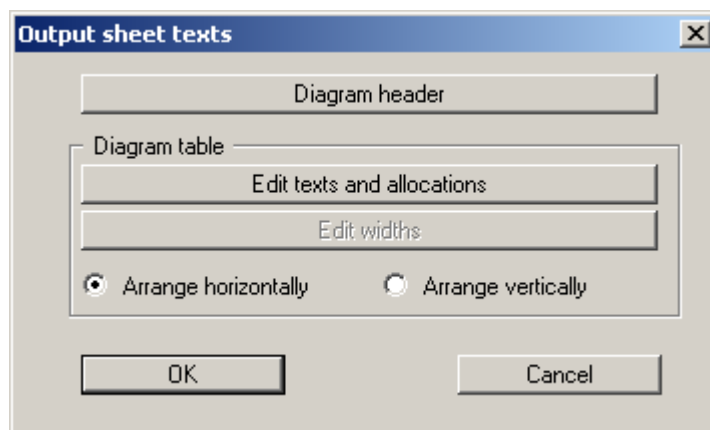 Output sheet texts
Diagram header
Diagram table
Edit texts and allocations
Edit widths
Arrange horizontally
Arrange vertically
OK
Cancel